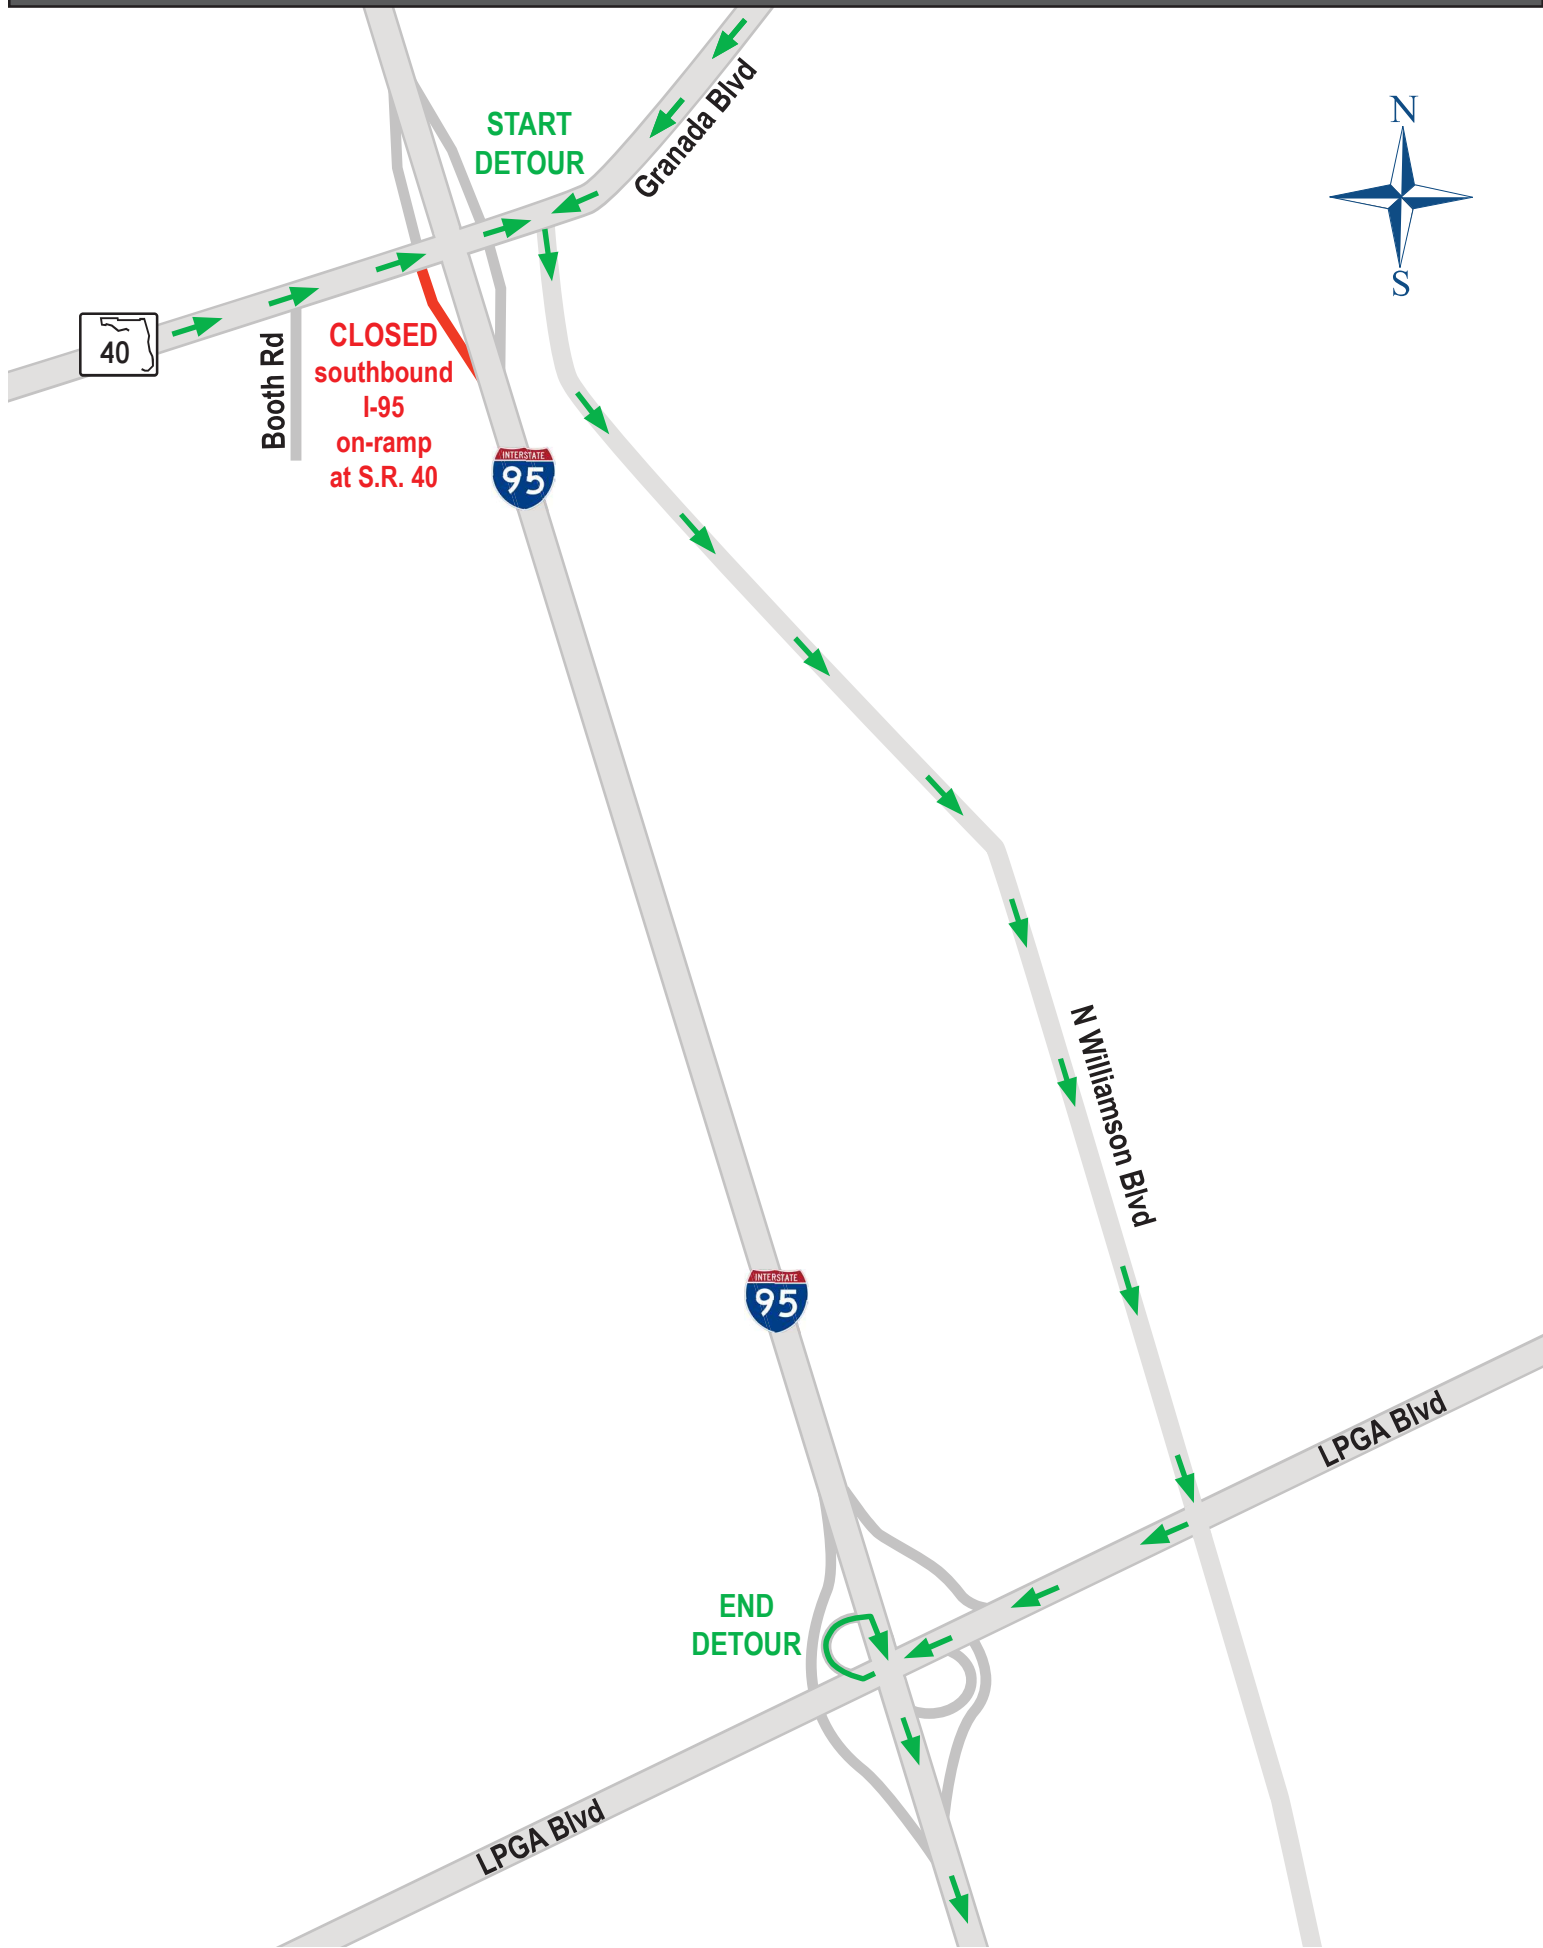 START
DETOUR
Granada Blvd
N
S
40
Booth Rd
CLOSED
southbound
I-95
on-ramp
at S.R. 40
INTERSTATE
95
N Williamson Blvd
INTERSTATE
95
LPGA Blvd
END
DETOUR
LPGA Blvd